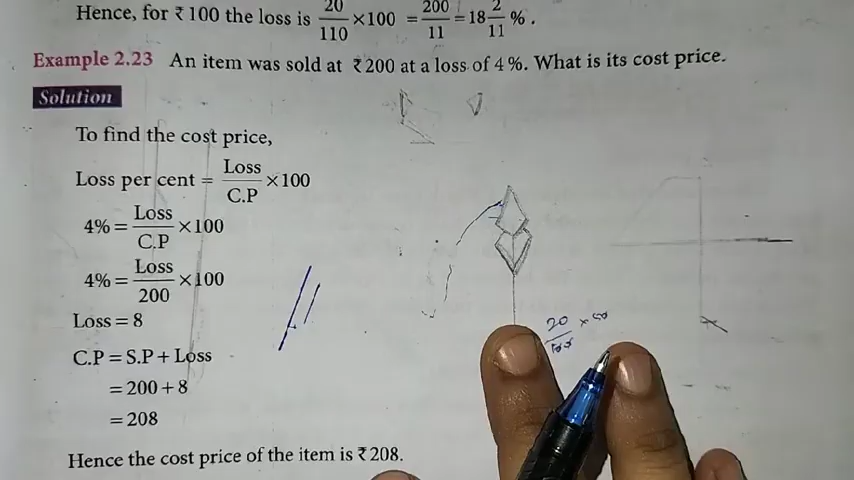 Hence, for ₹ 100 the loss is 20/110 ×100 = 200/11 = 18 2/11 % .
Example 2.23 An item was sold at ₹200 at a loss of 4 %. What is its cost price.
Solution
To find the cost price,
Loss per cent = Loss/C.P ×100
4% = Loss/C.P ×100
4% = Loss/200 ×100
Loss = 8
C.P = S.P + Loss
= 200 + 8
= 208
Hence the cost price of the item is ₹ 208.
20